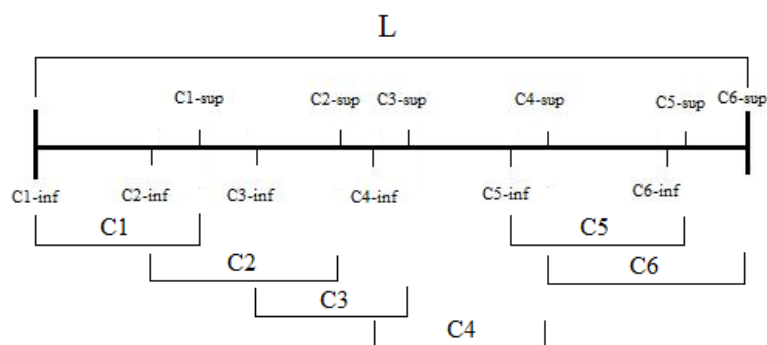 L
C1-sup C2-sup C3-sup C4-sup C5-sup C6-sup
C1-inf C2-inf C3-inf C4-inf C5-inf C6-inf
C1 C5
C2 C6
C3
C4